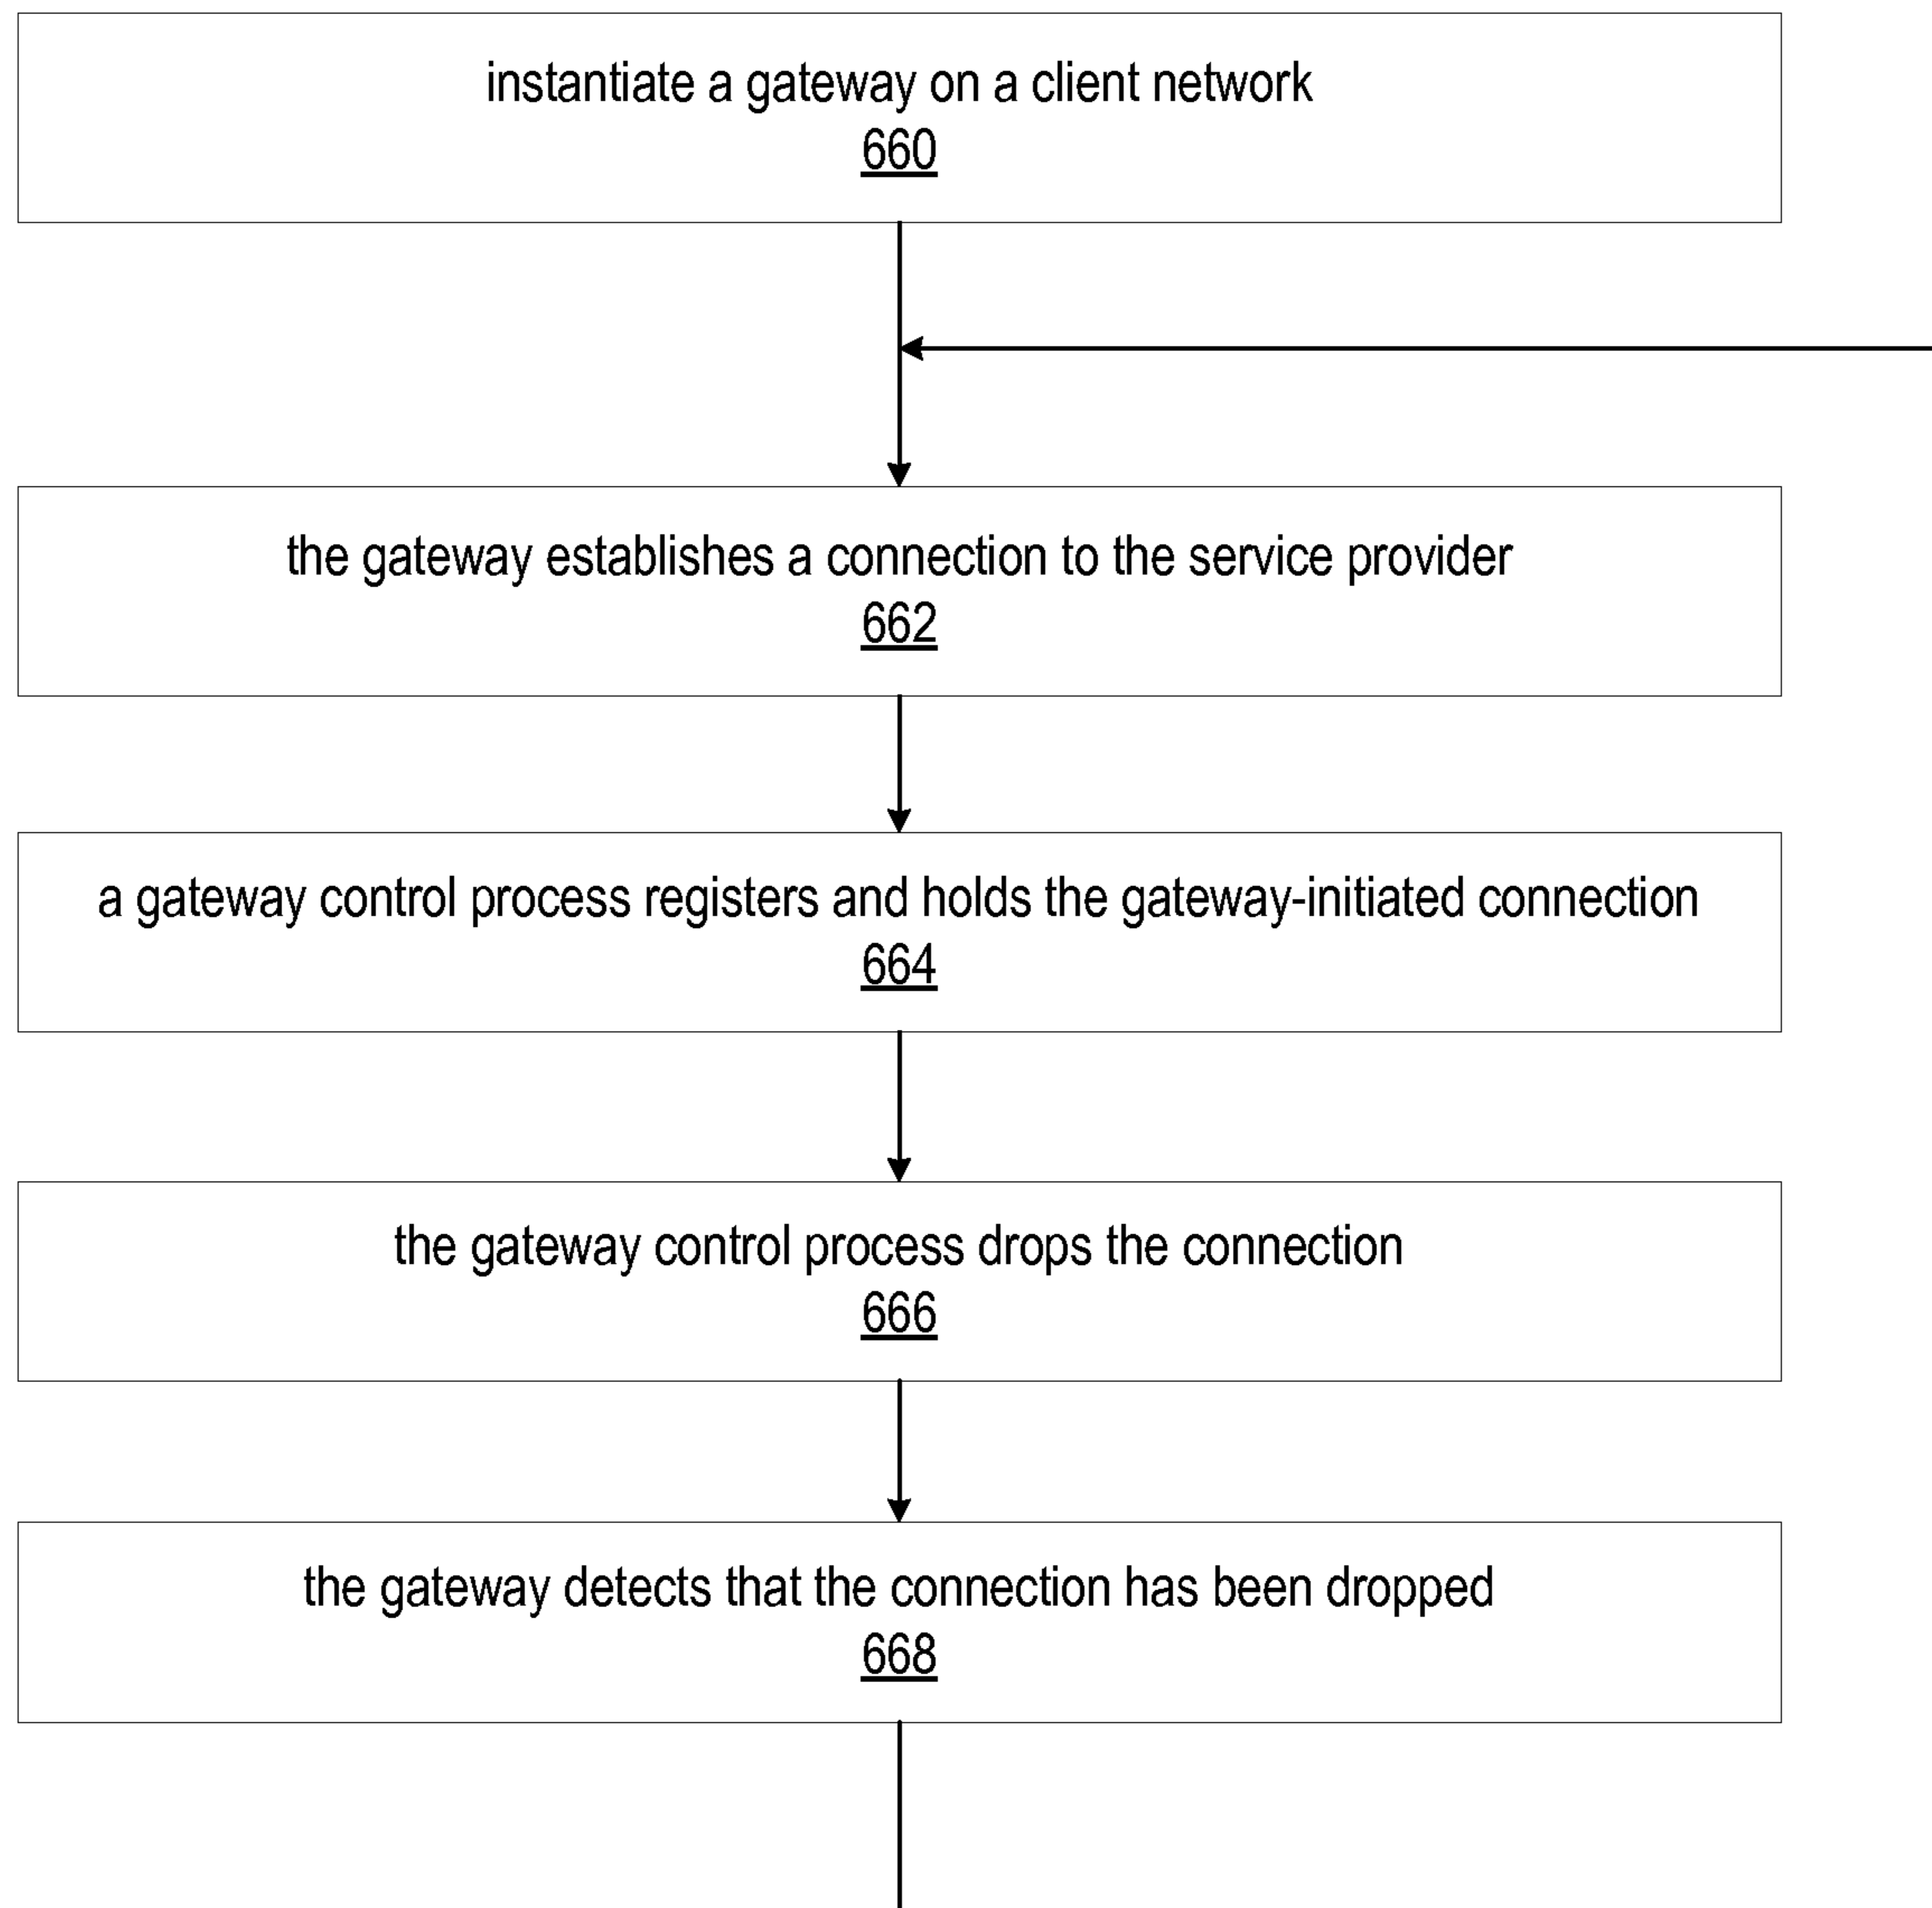 instantiate a gateway on a client network
660
the gateway establishes a connection to the service provider
662
a gateway control process registers and holds the gateway-initiated connection
664
the gateway control process drops the connection
666
the gateway detects that the connection has been dropped
668